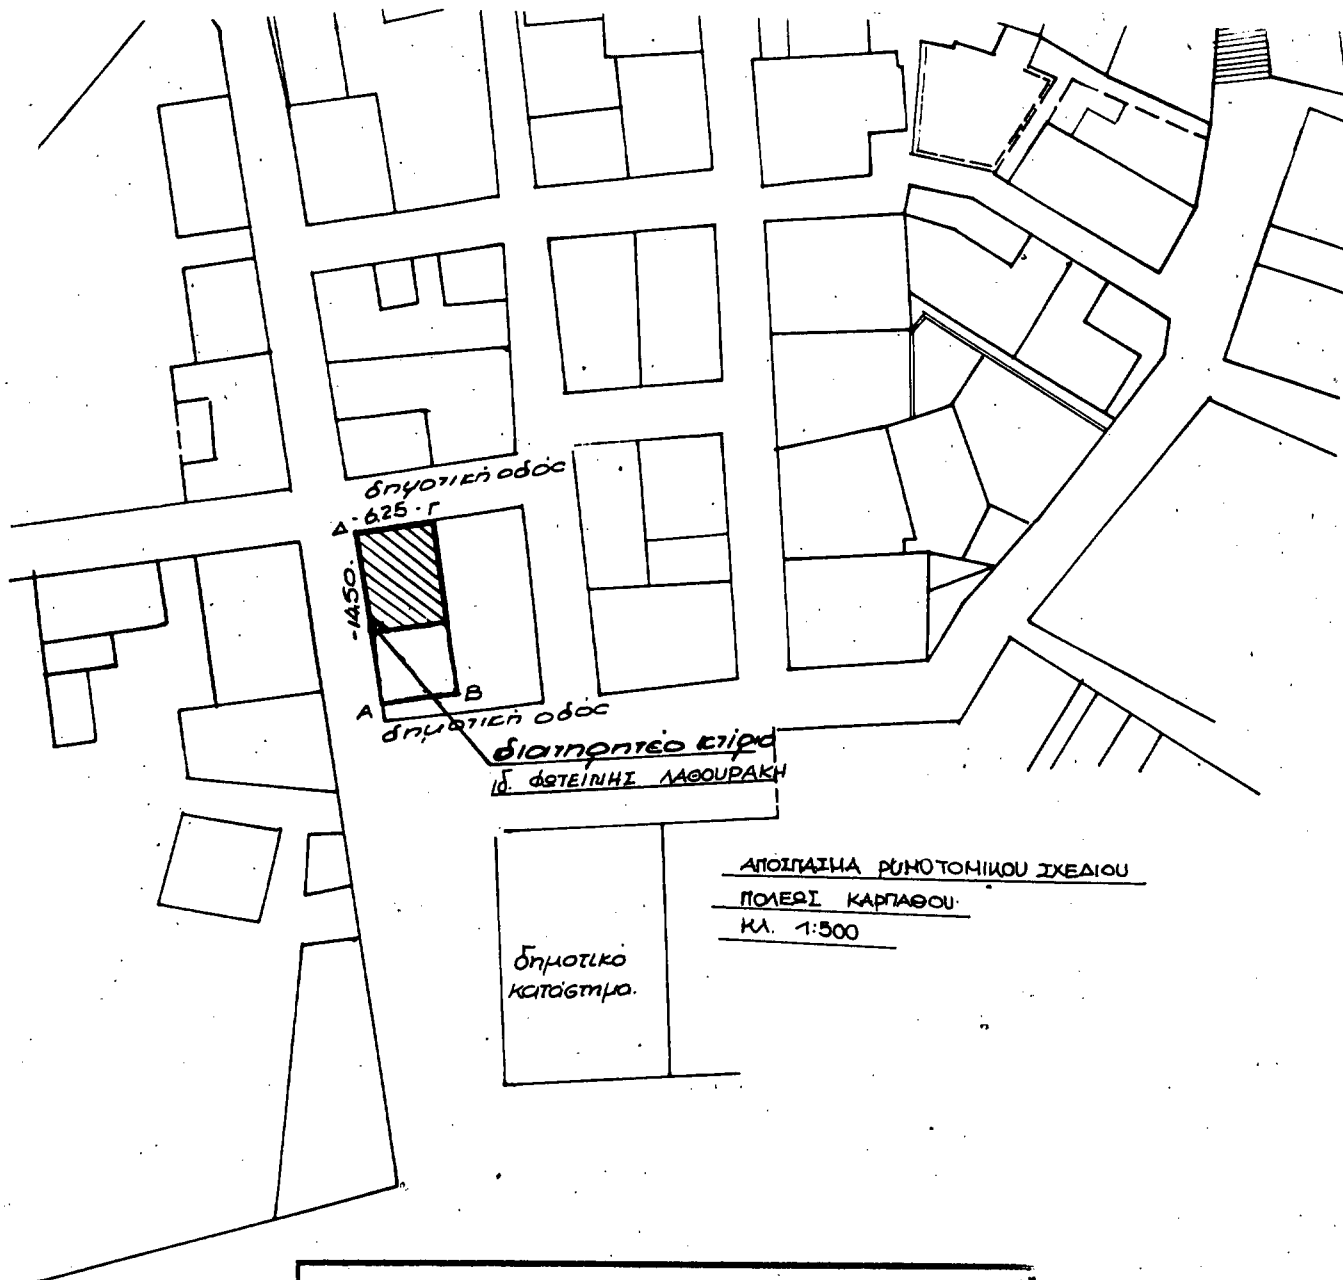 δημοτική οδός
Δ - 6.25 - Γ
-14.50.
Α Β
δημοτική οδός
διατηρητέο κτίριο
ιδ. ΦΩΤΕΙΝΗΣ ΛΑΘΟΥΡΑΚΗ
ΑΠΟΣΠΑΣΜΑ ΡΥΜΟΤΟΜΙΚΟΥ ΣΧΕΔΙΟΥ
ΠΟΛΕΩΣ ΚΑΡΠΑΘΟΥ
ΚΛ. 1:500
δημοτικό
κατάστημα.